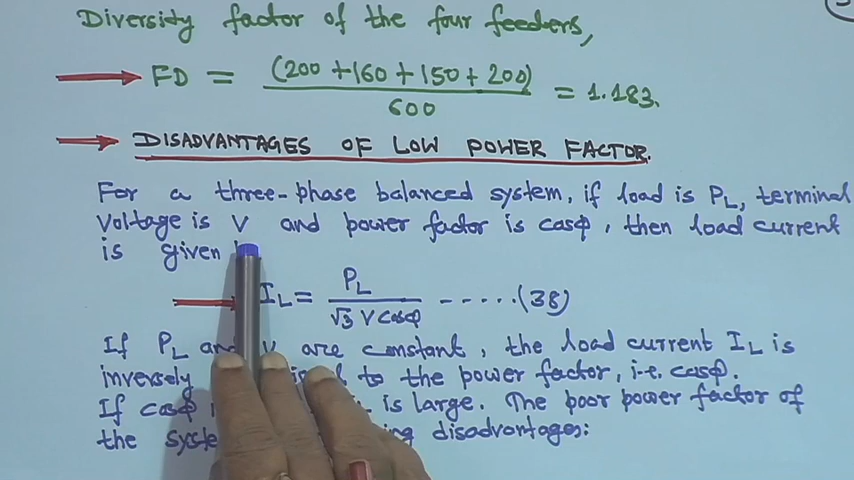 Diversity factor of the four feeders,
FD = (200+160+150+200) / 600 = 1.183.
DISADVANTAGES OF LOW POWER FACTOR.
For a three-phase balanced system, if load is PL, terminal
Voltage is V and power factor is cosφ, then load current
is given
IL = PL / √3 V cosφ -----(38)
If PL and V are constant, the load current IL is
inversely to the power factor, i.e. cosφ.
If cosφ is large. The poor power factor of
the system disadvantages: